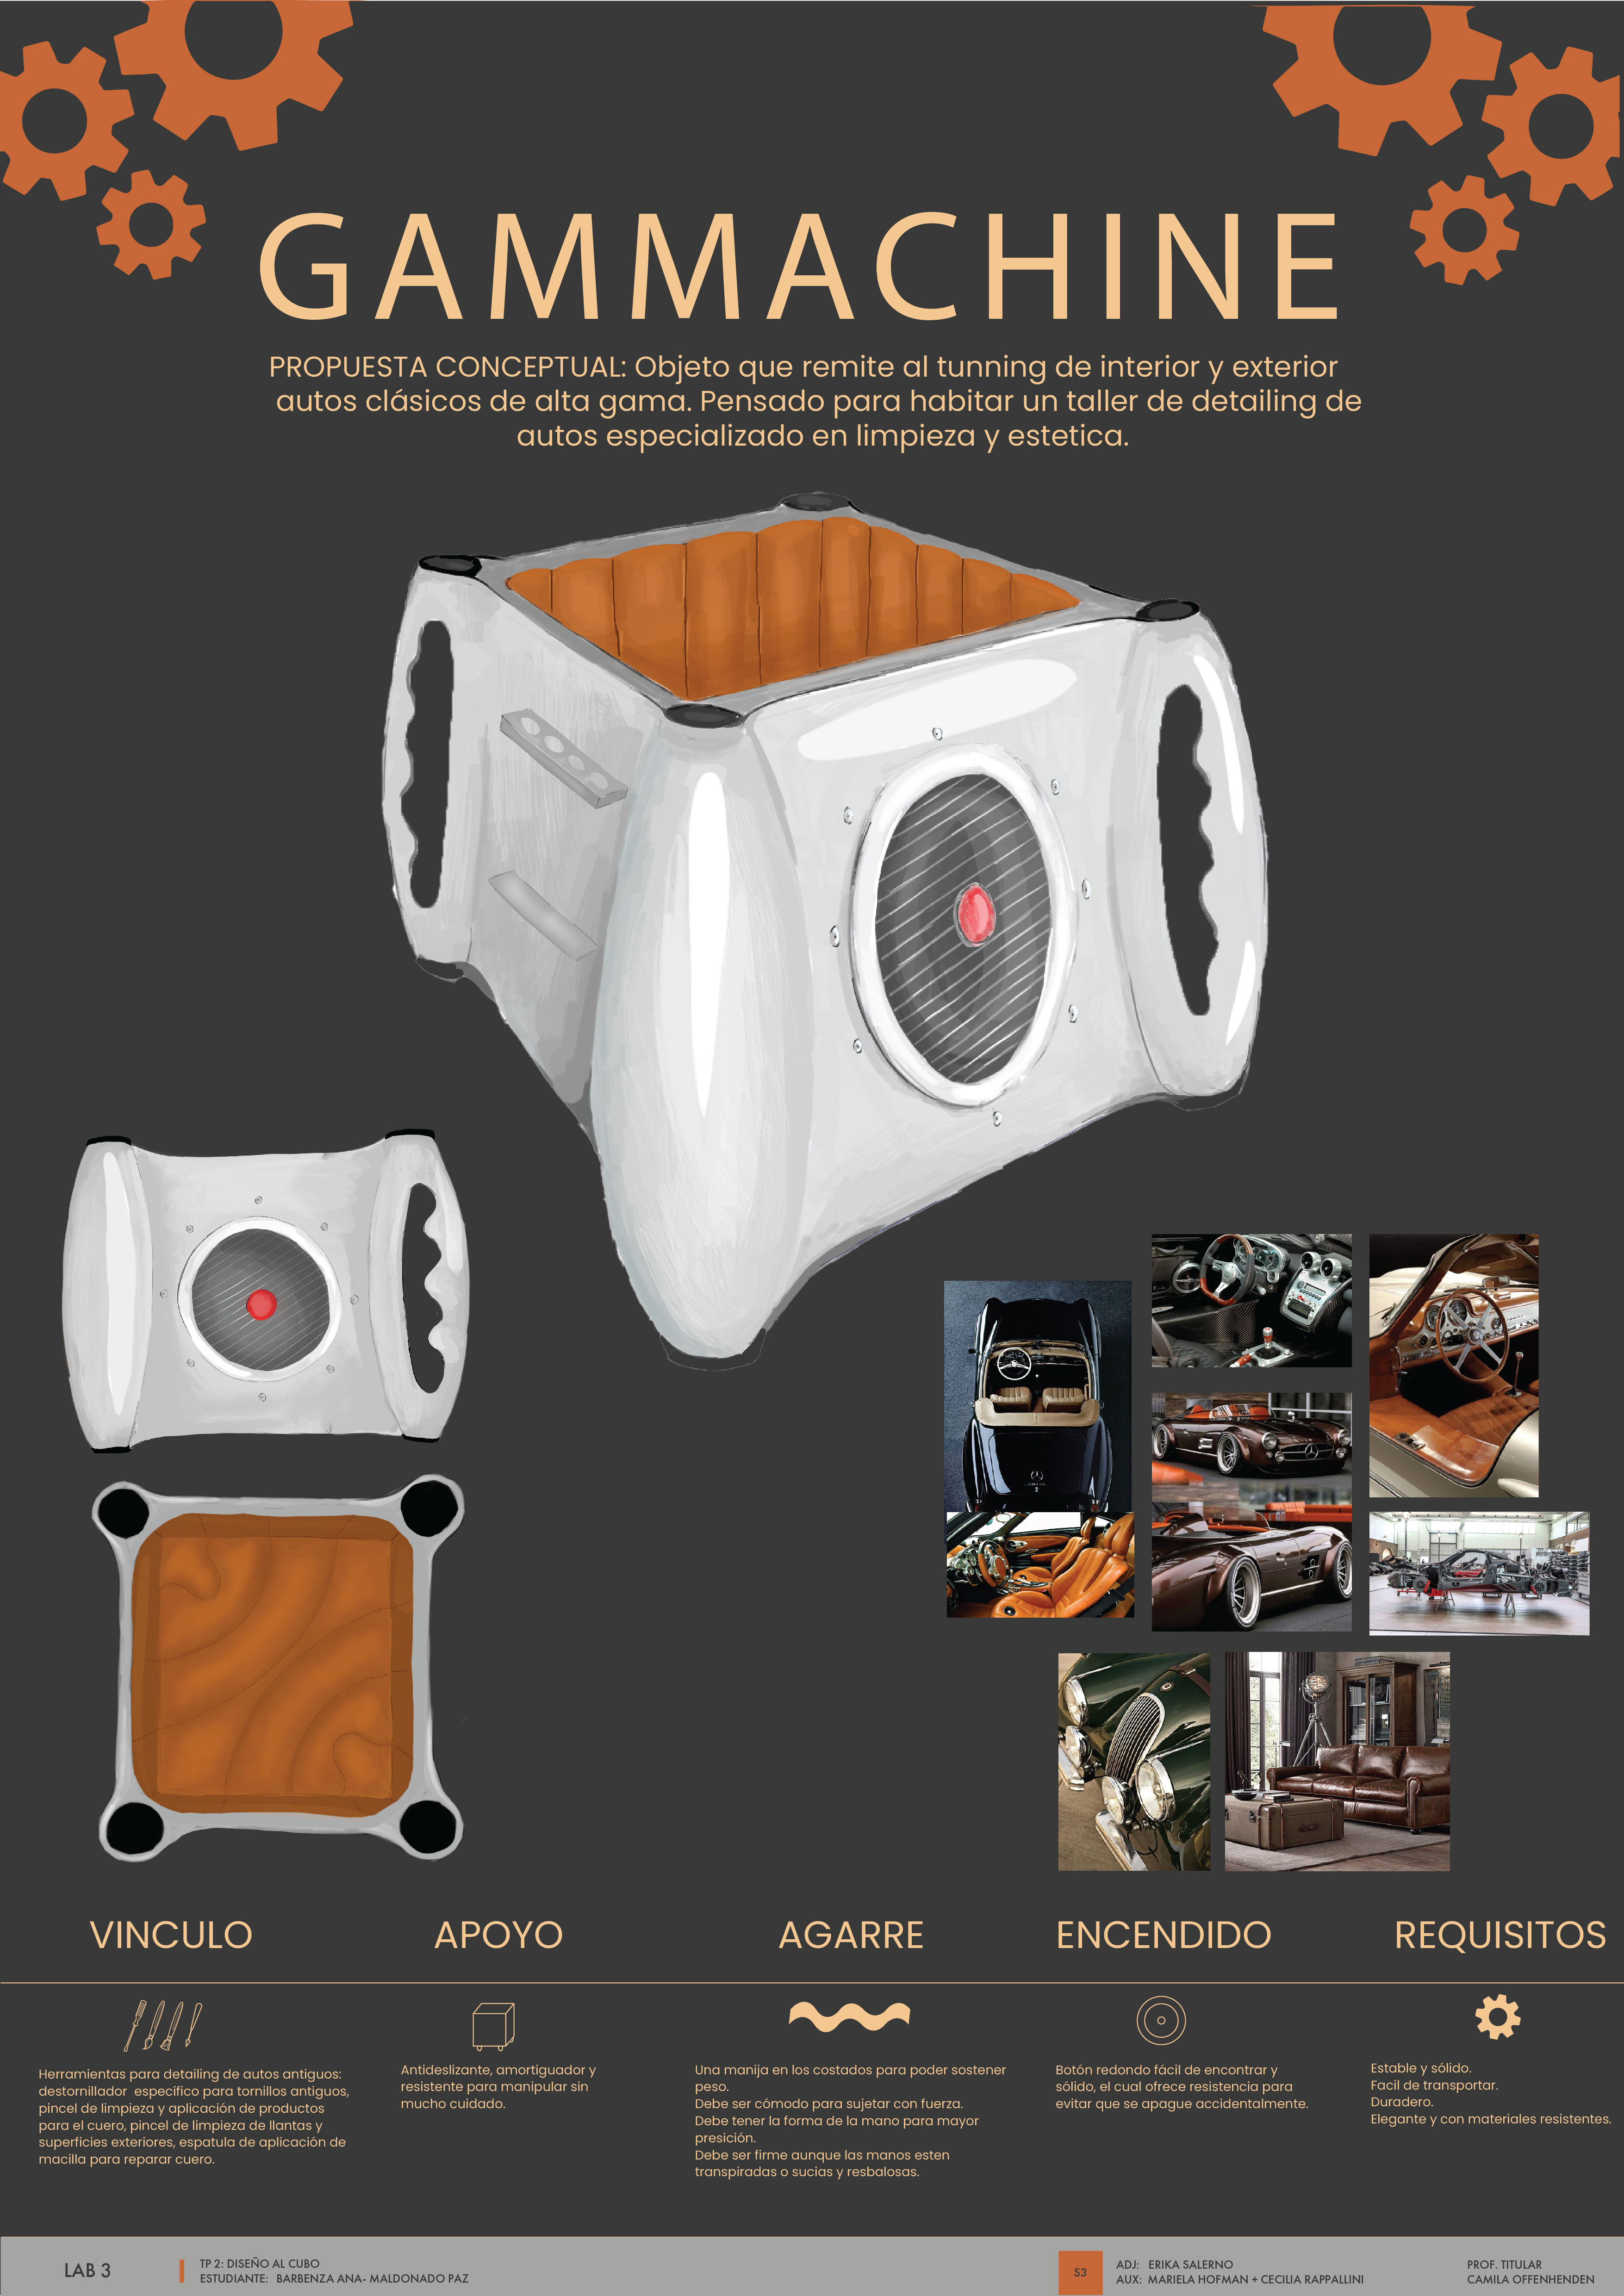 GAMMACHINE
PROPUESTA CONCEPTUAL: Objeto que remite al tunning de interior y exterior
autos clásicos de alta gama. Pensado para habitar un taller de detailing de
autos especializado en limpieza y estetica.
VINCULO
Herramientas para detailing de autos antiguos:
destornillador específico para tornillos antiguos,
pincel de limpieza y aplicación de productos
para el cuero, pincel de limpieza de llantas y
superficies exteriores, espatula de aplicación de
macilla para reparar cuero.
APOYO
Antideslizante, amortiguador y
resistente para manipular sin
mucho cuidado.
AGARRE
Una manija en los costados para poder sostener
peso.
Debe ser cómodo para sujetar con fuerza.
Debe tener la forma de la mano para mayor
presición.
Debe ser firme aunque las manos esten
transpiradas o sucias y resbalosas.
ENCENDIDO
Botón redondo fácil de encontrar y
sólido, el cual ofrece resistencia para
evitar que se apague accidentalmente.
REQUISITOS
Estable y sólido.
Facil de transportar.
Duradero.
Elegante y con materiales resistentes.
LAB 3
TP 2: DISEÑO AL CUBO
ESTUDIANTE: BARBENZA ANA- MALDONADO PAZ
S3
ADJ: ERIKA SALERNO
AUX: MARIELA HOFMAN + CECILIA RAPPALLINI
PROF. TITULAR
CAMILA OFFENHENDEN